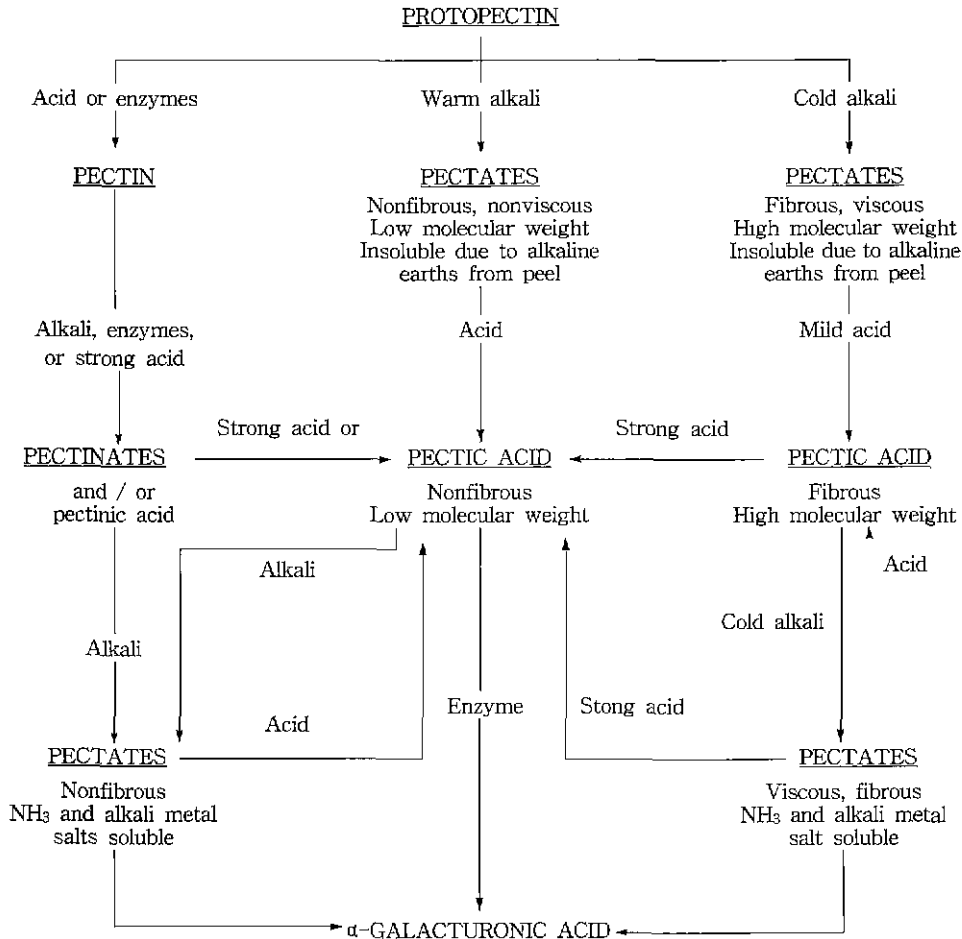 PROTOPECTIN
Acid or enzymes
Warm alkali
Cold alkali
PECTIN
PECTATES
Nonfibrous, nonviscous
Low molecular weight
Insoluble due to alkaline
earths from peel
PECTATES
Fibrous, viscous
High molecular weight
Insoluble due to alkaline
earths from peel
Alkali, enzymes,
or strong acid
Acid
Mild acid
PECTINATES
and / or
pectinic acid
Strong acid or
PECTIC ACID
Nonfibrous
Low molecular weight
Strong acid
PECTIC ACID
Fibrous
High molecular weight
Alkali
Acid
Cold alkali
Alkali
Acid
Enzyme
Stong acid
PECTATES
Nonfibrous
NH₃ and alkali metal
salts soluble
PECTATES
Viscous, fibrous
NH₃ and alkali metal
salt soluble
α-GALACTURONIC ACID